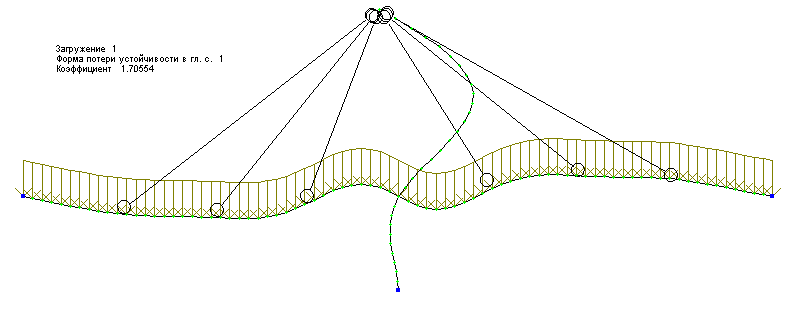 Загружение 1
Форма потери устойчивости в гл. с. 1
Коэффициент 1.70554